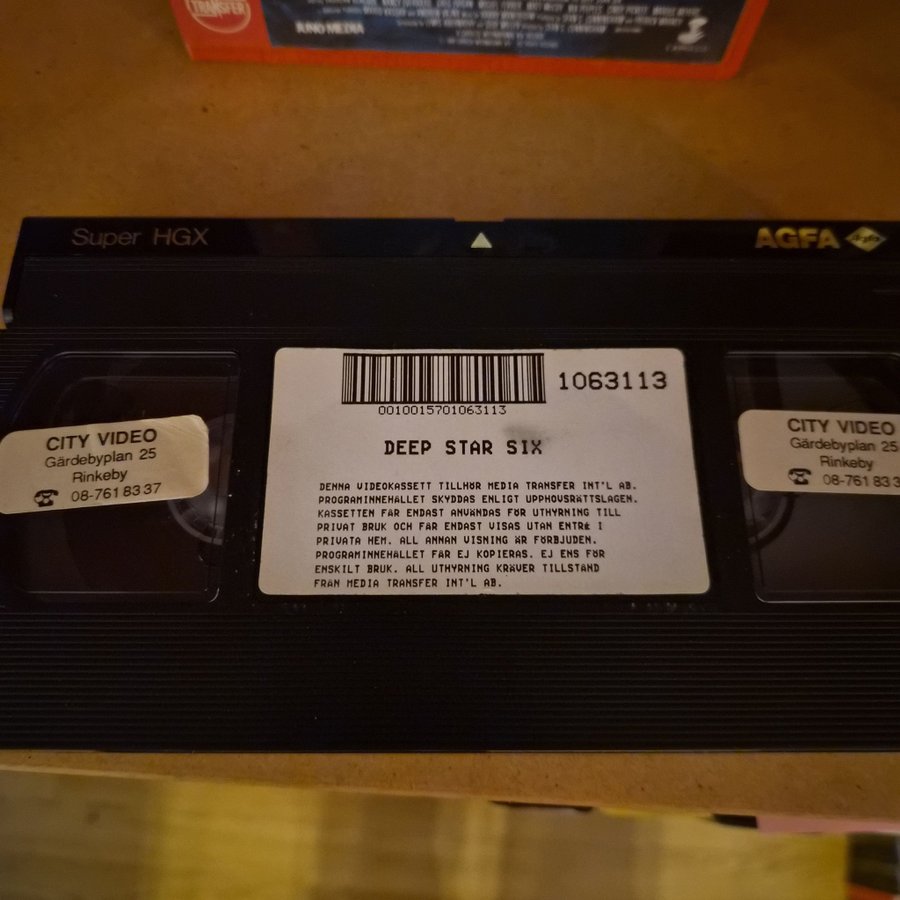 TRANSFER
JUNO MEDIA
Super HGX
AGFA
Agfa
1063113
0010015701063113
DEEP STAR SIX
DENNA VIDEOKASSETT TILLHÖR MEDIA TRANSFER INT'L AB.
PROGRAMINNEHÅLLET SKYDDAS ENLIGT UPPHOVSRÄTTSLAGEN.
KASSETTEN FÅR ENDAST ANVÄNDAS FÖR UTHYRNING TILL
PRIVAT BRUK OCH FÅR ENDAST VISAS UTAN ENTRÉ I
PRIVATA HEM. ALL ANNAN VISNING ÄR FÖRBJUDEN.
PROGRAMINNEHÅLLET FÅR EJ KOPIERAS. EJ ENS FÖR
ENSKILT BRUK. ALL UTHYRNING KRÄVER TILLSTÅND
FRÅN MEDIA TRANSFER INT'L AB.
CITY VIDEO
Gärdebyplan 25
Rinkeby
08-761 83 37
CITY VIDEO
Gärdebyplan 25
Rinkeby
08-761 83 3